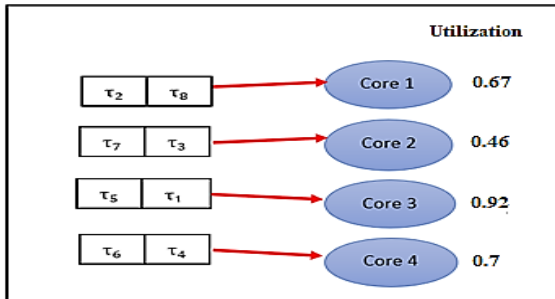 Utilization
τ₂ τ₈ Core 1 0.67
τ₇ τ₃ Core 2 0.46
τ₅ τ₁ Core 3 0.92
τ₆ τ₄ Core 4 0.7